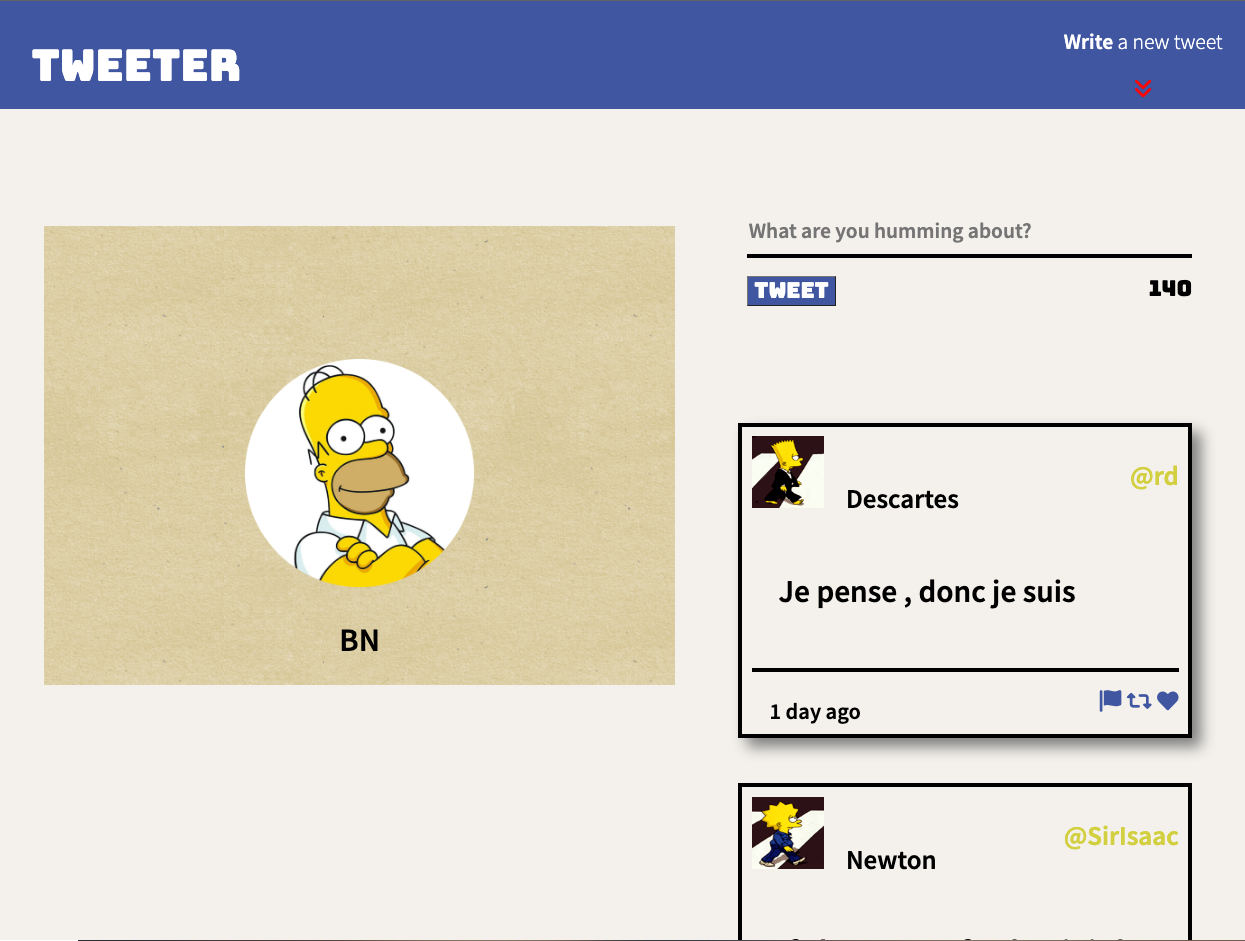 TWEETER
Write a new tweet
BN
What are you humming about?
TWEET
140
Descartes
@rd
Je pense , donc je suis
1 day ago
Newton
@SirIsaac